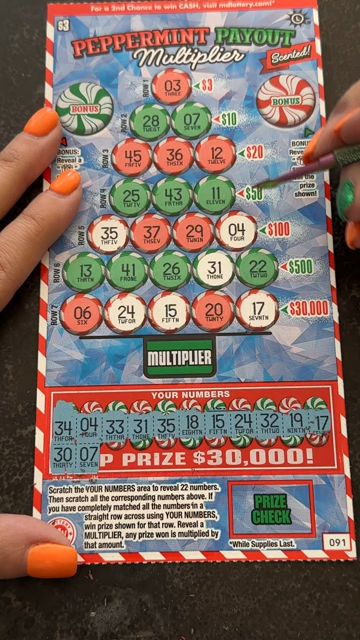 For a 2nd Chance to win CASH, visit mdlottery.com!*
$3
PEPPERMINT PAYOUT
Multiplier
Scented!
BONUS
BONUS
ROW 1
03
THREE
$3
ROW 2
28
TWEGT
07
SEVEN
$10
BONUS:
Reveal a
ROW 3
45
FRFIV
36
THSIX
12
TWELVE
$20
BONUS:
the
prize
shown!
ROW 4
25
TWFIV
43
FRTHR
11
ELEVEN
$50
ROW 5
35
THFIV
37
THSEV
29
TWNIN
04
FOUR
$100
ROW 6
13
THRTN
41
FRONE
26
TWSIX
31
THONE
22
TWTWO
$500
ROW 7
06
SIX
24
TWFOR
15
FIFTN
20
TWNTY
17
SEVNTN
$30,000
MULTIPLIER
YOUR NUMBERS
34 04 33 31 35 18 15 24 32 19 17
THFOR FOUR THTHR THONE THFIV EIGHTN FIFTN TWFOR THTWO NINTN
30 07
THIRTY SEVEN
P PRIZE $30,000!
Scratch the YOUR NUMBERS area to reveal 22 numbers.
Then scratch all the corresponding numbers above. If
you have completely matched all the numbers in a
straight row across using YOUR NUMBERS,
win prize shown for that row. Reveal a
MULTIPLIER, any prize won is multiplied by
that amount.
PRIZE
CHECK
*While Supplies Last.
091